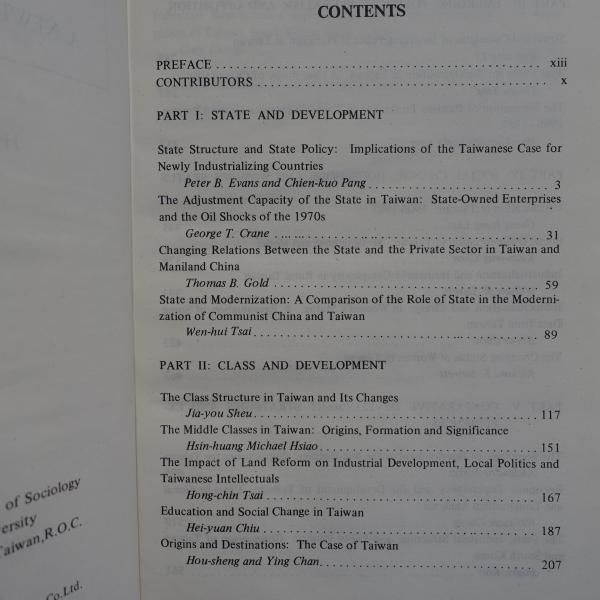 CONTENTS
PREFACE ........................................ xiii
CONTRIBUTORS ........................................ x
PART I: STATE AND DEVELOPMENT
State Structure and State Policy: Implications of the Taiwanese Case for
Newly Industrializing Countries
Peter B. Evans and Chien-kuo Pang ........................ 3
The Adjustment Capacity of the State in Taiwan: State-Owned Enterprises
and the Oil Shocks of the 1970s
George T. Crane ........................................ 31
Changing Relations Between the State and the Private Sector in Taiwan and
Maniland China
Thomas B. Gold ........................................ 59
State and Modernization: A Comparison of the Role of State in the Moderni-
zation of Communist China and Taiwan
Wen-hui Tsai ........................................ 89
PART II: CLASS AND DEVELOPMENT
The Class Structure in Taiwan and Its Changes
Jia-you Sheu ........................................ 117
The Middle Classes in Taiwan: Origins, Formation and Significance
Hsin-huang Michael Hsiao ................................ 151
The Impact of Land Reform on Industrial Development, Local Politics and
Taiwanese Intellectuals
Hong-chin Tsai ........................................ 167
Education and Social Change in Taiwan
Hei-yuan Chiu ........................................ 187
Origins and Destinations: The Case of Taiwan
Hou-sheng and Ying Chan ................................ 207
of Sociology
ersity
aiwan, R.O.C.
Co. Ltd.